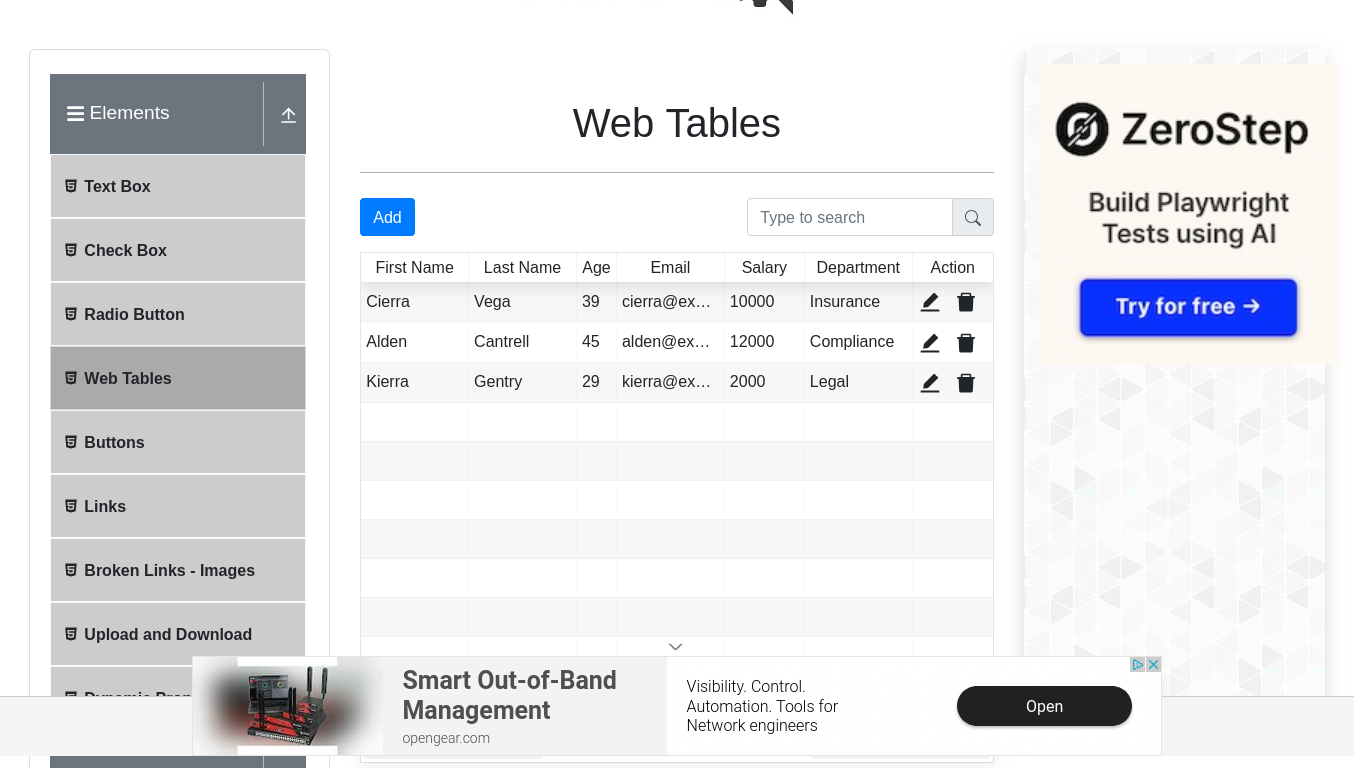 Elements
Text Box
Check Box
Radio Button
Web Tables
Buttons
Links
Broken Links - Images
Upload and Download
Web Tables
Add
Type to search
First Name Last Name Age Email Salary Department Action
Cierra Vega 39 cierra@ex... 10000 Insurance
Alden Cantrell 45 alden@ex... 12000 Compliance
Kierra Gentry 29 kierra@ex... 2000 Legal
ZeroStep
Build Playwright
Tests using AI
Try for free →
Smart Out-of-Band
Management
opengear.com
Visibility. Control.
Automation. Tools for
Network engineers
Open